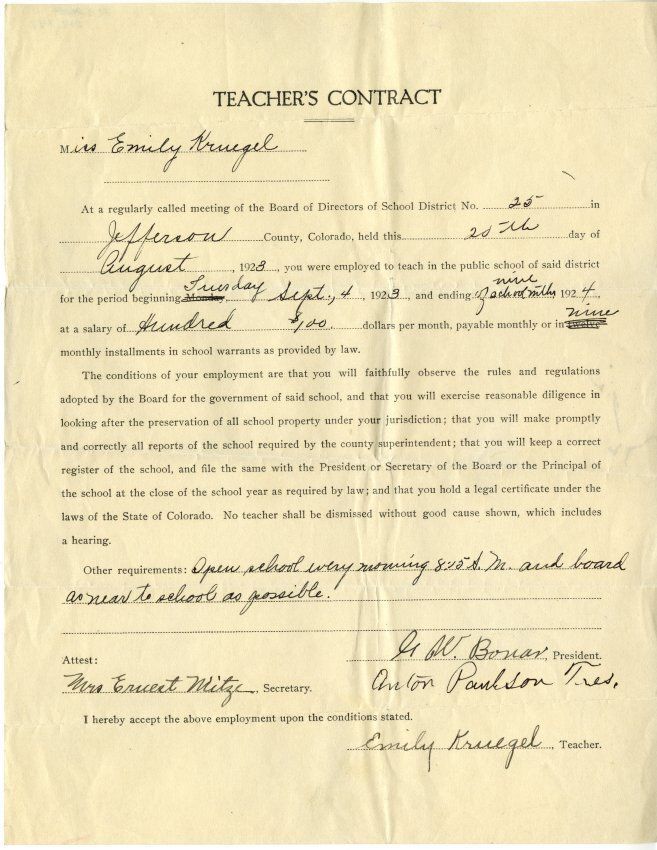 TEACHER'S CONTRACT
Miss Emily Kruegel
At a regularly called meeting of the Board of Directors of School District No. 25 in
Jefferson County, Colorado, held this 25th day of
August, 1923, you were employed to teach in the public school of said district
for the period beginning Monday Tuesday Sept, 4, 1923 and ending of nine school mths 1924,
at a salary of Hundred $100 dollars per month, payable monthly or in twelve nine
monthly installments in school warrants as provided by law.
The conditions of your employment are that you will faithfully observe the rules and regulations
adopted by the Board for the government of said school, and that you will exercise reasonable diligence in
looking after the preservation of all school property under your jurisdiction; that you will make promptly
and correctly all reports of the school required by the county superintendent; that you will keep a correct
register of the school, and file the same with the President or Secretary of the Board or the Principal of
the school at the close of the school year as required by law; and that you hold a legal certificate under the
laws of the State of Colorado. No teacher shall be dismissed without good cause shown, which includes
a hearing.
Other requirements: Open school every morning 8:15 A.M. and board
as near to school as possible.
G W. Bonar, President.
Attest:
Mrs Ernest Mitze, Secretary. Anton Paulson Tres.
I hereby accept the above employment upon the conditions stated.
Emily Kruegel, Teacher.